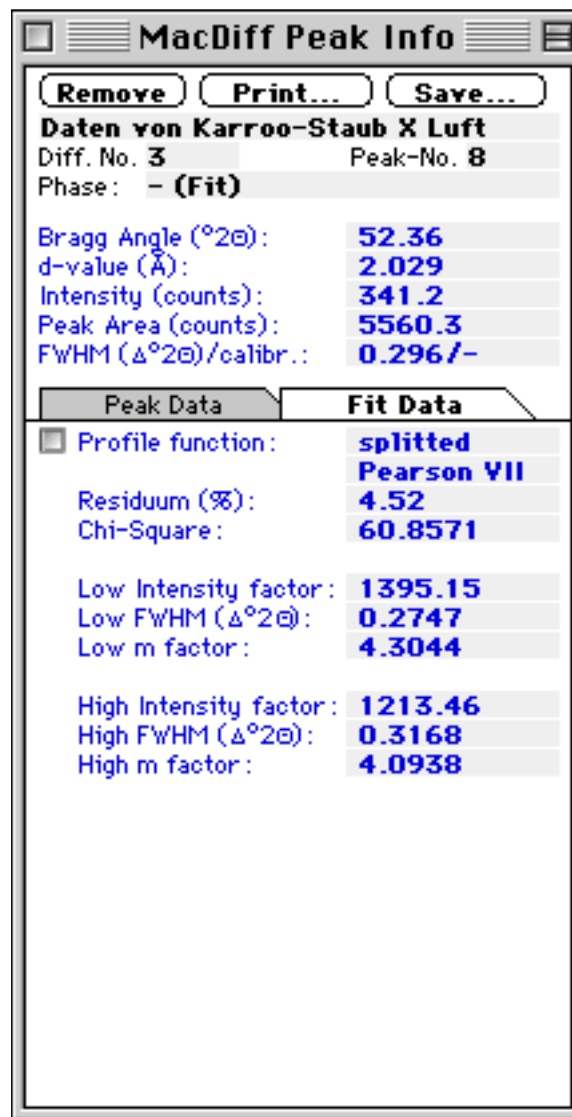 MacDiff Peak Info
Remove Print... Save...
Daten von Karroo-Staub X Luft
Diff. No. 3 Peak-No. 8
Phase: - (Fit)
Bragg Angle (°2Θ): 52.36
d-value (Å): 2.029
Intensity (counts): 341.2
Peak Area (counts): 5560.3
FWHM (Δ°2Θ)/calibr.: 0.296/-
Peak Data Fit Data
Profile function: splitted
Pearson VII
Residuum (%): 4.52
Chi-Square: 60.8571
Low Intensity factor: 1395.15
Low FWHM (Δ°2Θ): 0.2747
Low m factor: 4.3044
High Intensity factor: 1213.46
High FWHM (Δ°2Θ): 0.3168
High m factor: 4.0938